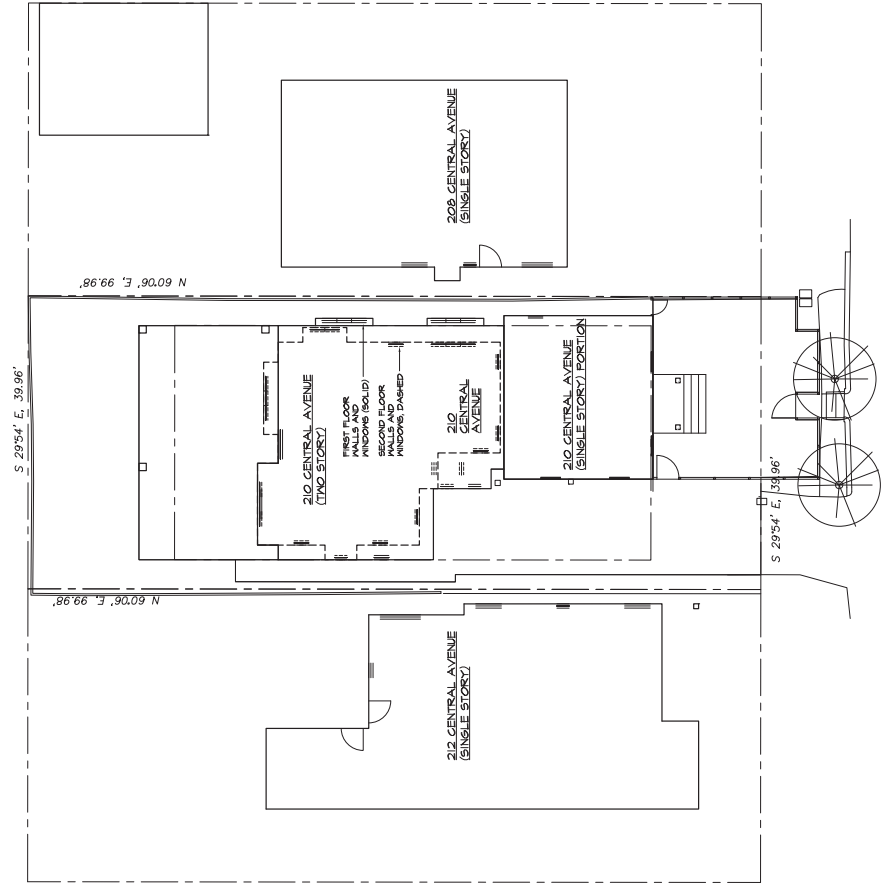 208 CENTRAL AVENUE
(SINGLE STORY)
N 60°06' E, 99.98'
S 29°54' E, 39.96'
210 CENTRAL AVENUE
(TWO STORY)
FIRST FLOOR
WALLS AND
WINDOWS (SOLID)
SECOND FLOOR
WALLS AND
WINDOWS, DASHED
210
CENTRAL
AVENUE
210 CENTRAL AVENUE
(SINGLE STORY) PORTION
S 29°54' E, 39.96'
N 60°06' E, 99.98'
212 CENTRAL AVENUE
(SINGLE STORY)